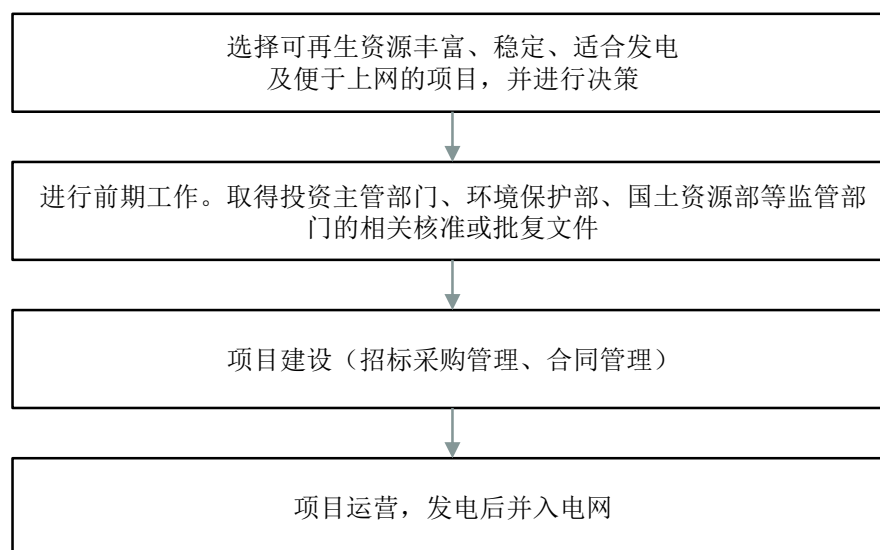 选择可再生资源丰富、稳定、适合发电
及便于上网的项目，并进行决策
进行前期工作。取得投资主管部门、环境保护部、国土资源部等监管部
门的相关核准或批复文件
项目建设（招标采购管理、合同管理）
项目运营，发电后并入电网